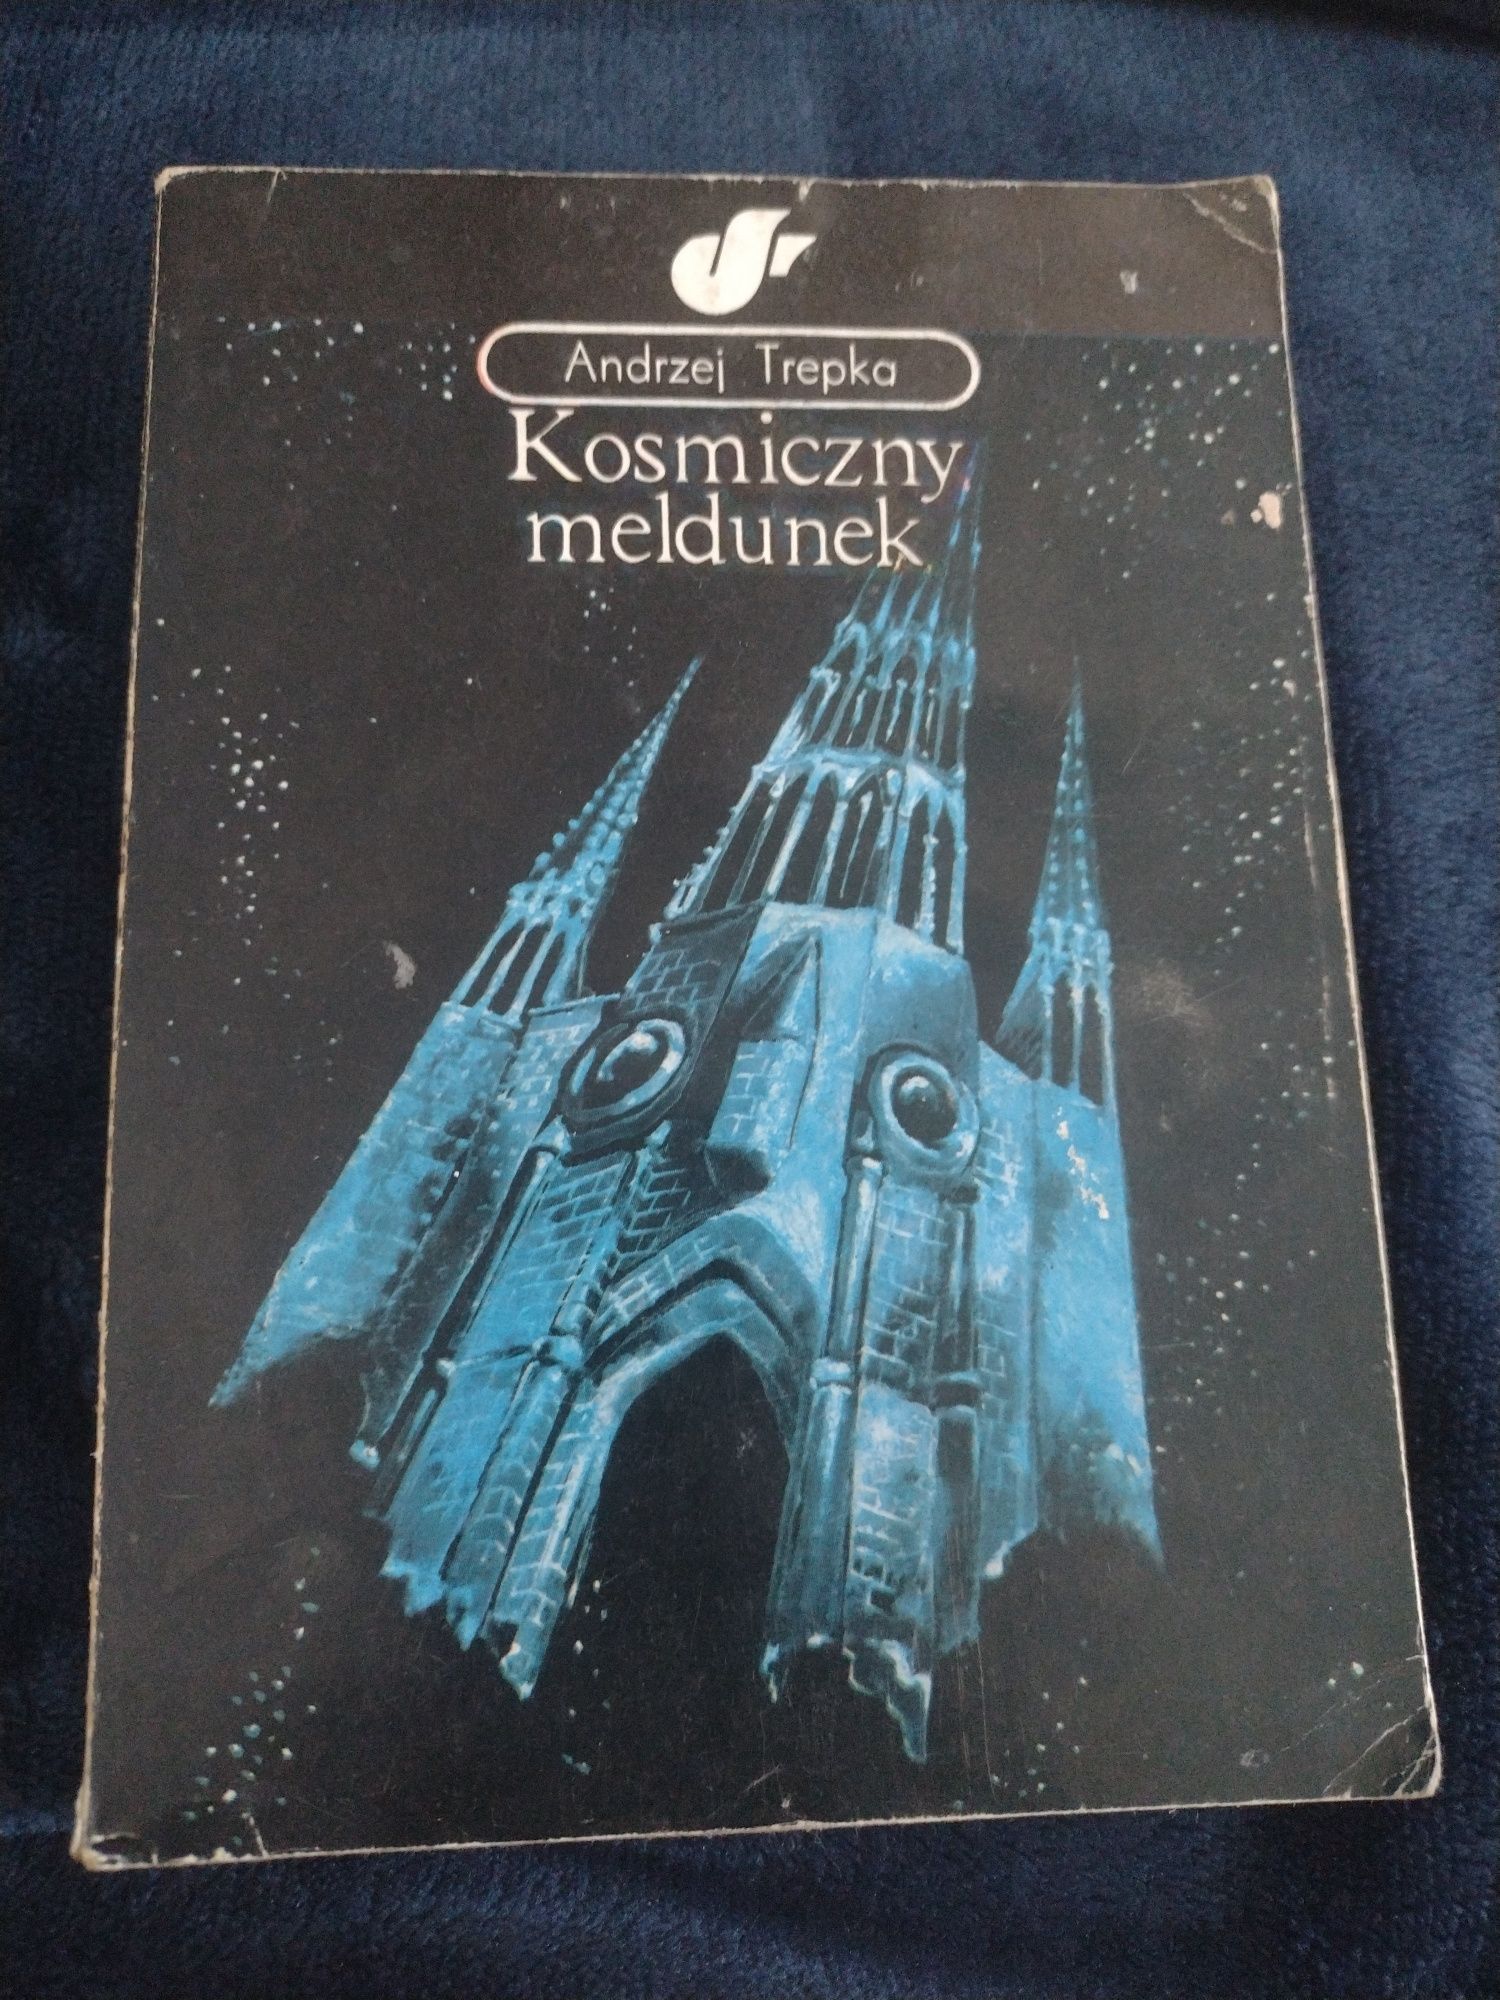 Andrzej Trepka
Kosmiczny
meldunek